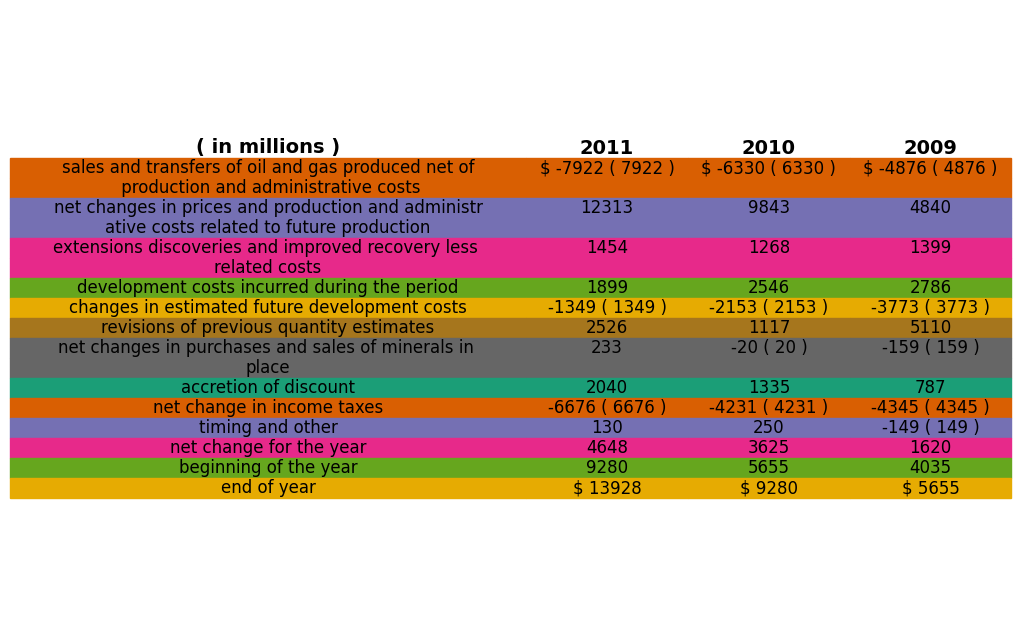 ( in millions ) 2011 2010 2009
sales and transfers of oil and gas produced net of $ -7922 ( 7922 ) $ -6330 ( 6330 ) $ -4876 ( 4876 )
production and administrative costs
net changes in prices and production and administr 12313 9843 4840
ative costs related to future production
extensions discoveries and improved recovery less 1454 1268 1399
related costs
development costs incurred during the period 1899 2546 2786
changes in estimated future development costs -1349 ( 1349 ) -2153 ( 2153 ) -3773 ( 3773 )
revisions of previous quantity estimates 2526 1117 5110
net changes in purchases and sales of minerals in 233 -20 ( 20 ) -159 ( 159 )
place
accretion of discount 2040 1335 787
net change in income taxes -6676 ( 6676 ) -4231 ( 4231 ) -4345 ( 4345 )
timing and other 130 250 -149 ( 149 )
net change for the year 4648 3625 1620
beginning of the year 9280 5655 4035
end of year $ 13928 $ 9280 $ 5655